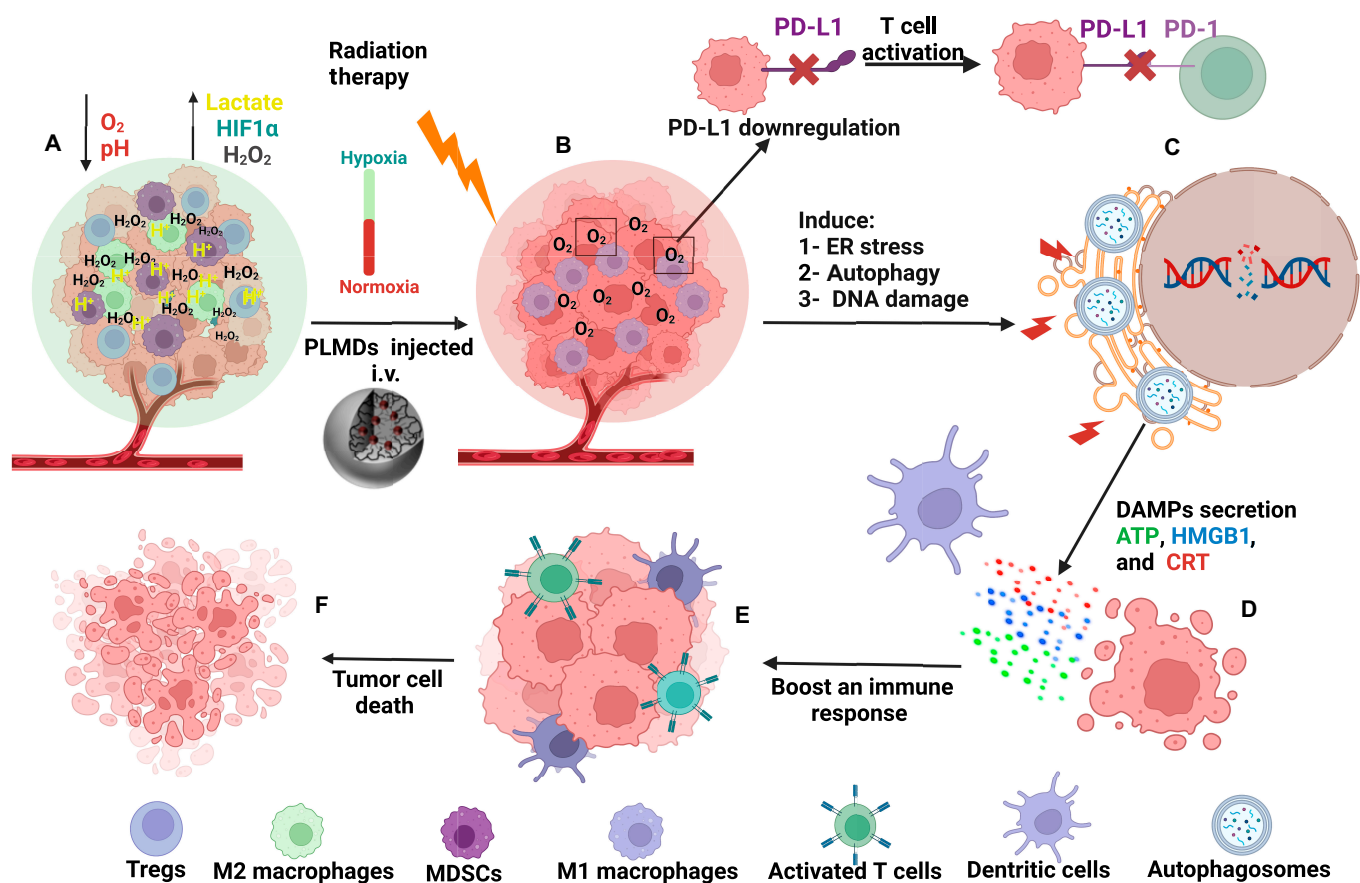 PD-L1
T cell
activation
PD-L1 PD-1
PD-L1 downregulation
Radiation
therapy
O2
pH
Lactate
HIF1α
H2O2
A
H2O2
H2O2
H2O2
H2O2
H2O2
H2O2
H2O2
H2O2
H2O2
H2O2
H2O2
H2O2
H+
H+
H+
H+
H+
H+
H+
H+
H+
H+
Hypoxia
Normoxia
PLMDs injected
i.v.
B
O2
O2
O2
O2
O2
O2
O2
O2
O2
Induce:
1- ER stress
2- Autophagy
3- DNA damage
C
DAMPs secretion
ATP, HMGB1,
and CRT
D
Boost an immune
response
E
Tumor cell
death
F
Tregs
M2 macrophages
MDSCs
M1 macrophages
Activated T cells
Dentritic cells
Autophagosomes